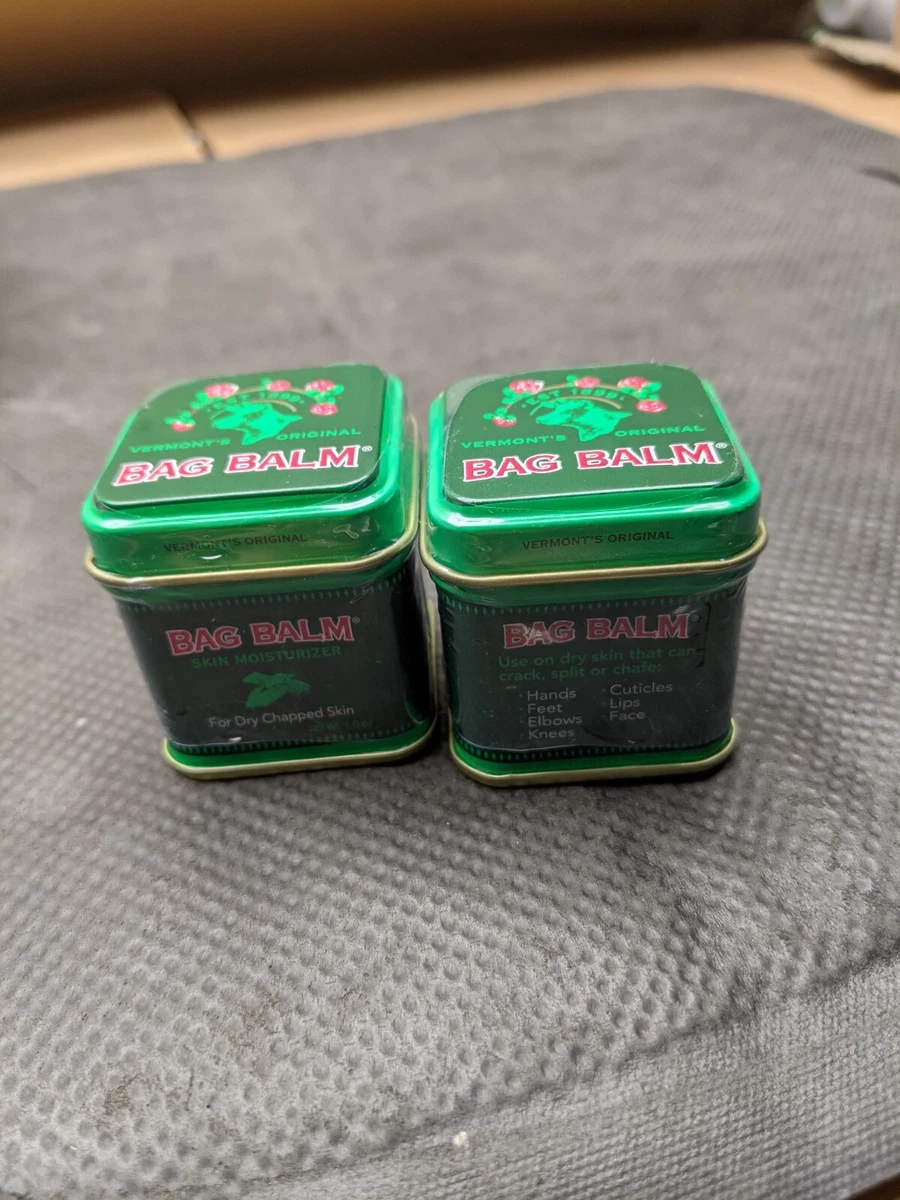 ·EST 1899·
VERMONT'S ORIGINAL
BAG BALM®
VERMONT'S ORIGINAL
BAG BALM®
SKIN MOISTURIZER
For Dry Chapped Skin
·EST 1899·
VERMONT'S ORIGINAL
BAG BALM®
VERMONT'S ORIGINAL
BAG BALM®
Use on dry skin that can
crack, split or chafe:
· Hands · Cuticles
· Feet · Lips
· Elbows · Face
· Knees